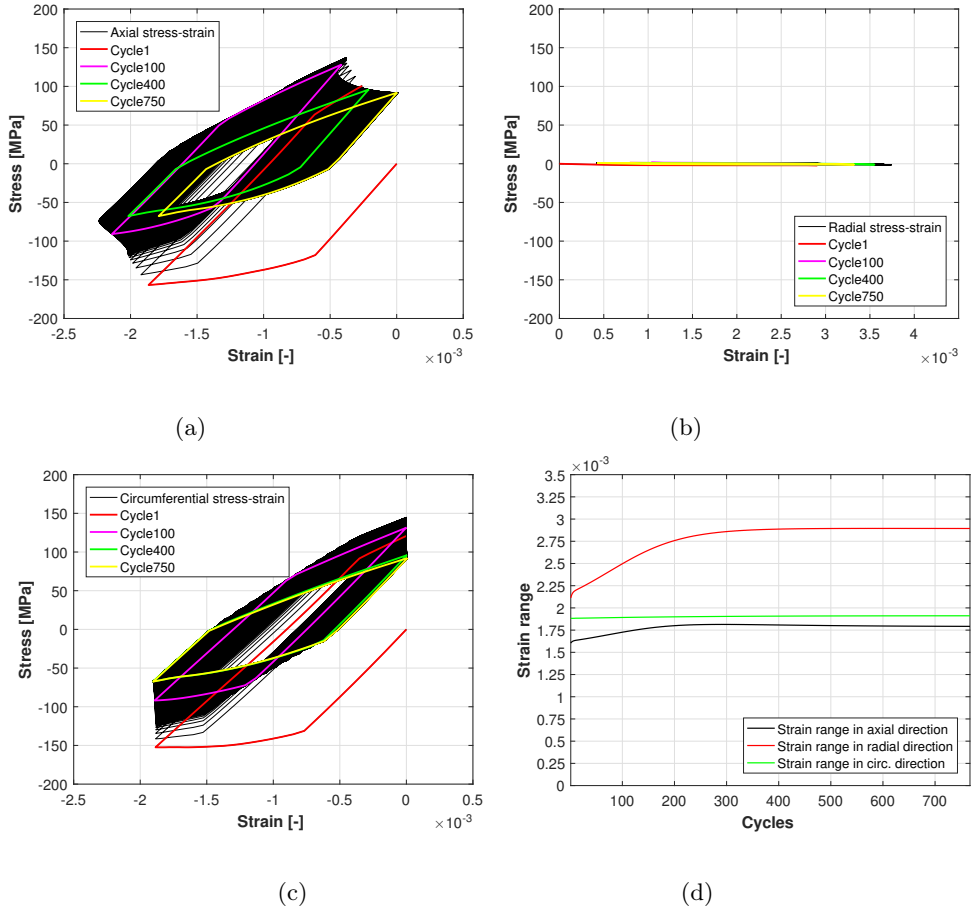 200
150
100
50
0
-50
-100
-150
-200
Stress [MPa]
Axial stress-strain
Cycle1
Cycle100
Cycle400
Cycle750
-2.5 -2 -1.5 -1 -0.5 0 0.5
Strain [-]
×10-3
(a)
200
150
100
50
0
-50
-100
-150
-200
Stress [MPa]
Radial stress-strain
Cycle1
Cycle100
Cycle400
Cycle750
0 0.5 1 1.5 2 2.5 3 3.5 4
Strain [-]
×10-3
(b)
200
150
100
50
0
-50
-100
-150
-200
Stress [MPa]
Circumferential stress-strain
Cycle1
Cycle100
Cycle400
Cycle750
-2.5 -2 -1.5 -1 -0.5 0 0.5
Strain [-]
×10-3
(c)
×10-3
3.5
3.25
3
2.75
2.5
2.25
2
1.75
1.5
1.25
1
0.75
0.5
0.25
0
Strain range
Strain range in axial direction
Strain range in radial direction
Strain range in circ. direction
100 200 300 400 500 600 700
Cycles
(d)